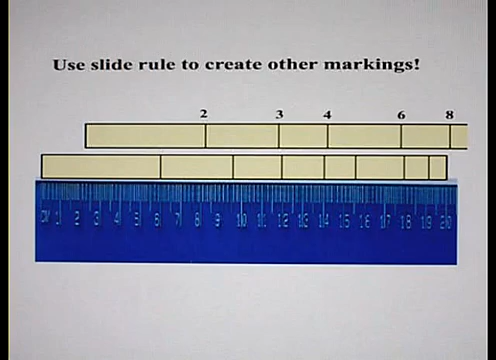 Use slide rule to create other markings!
2 3 4 6 8
1 2 3 4 5 6 7 8 9 10 11 12 13 14 15 16 17 18 19 20